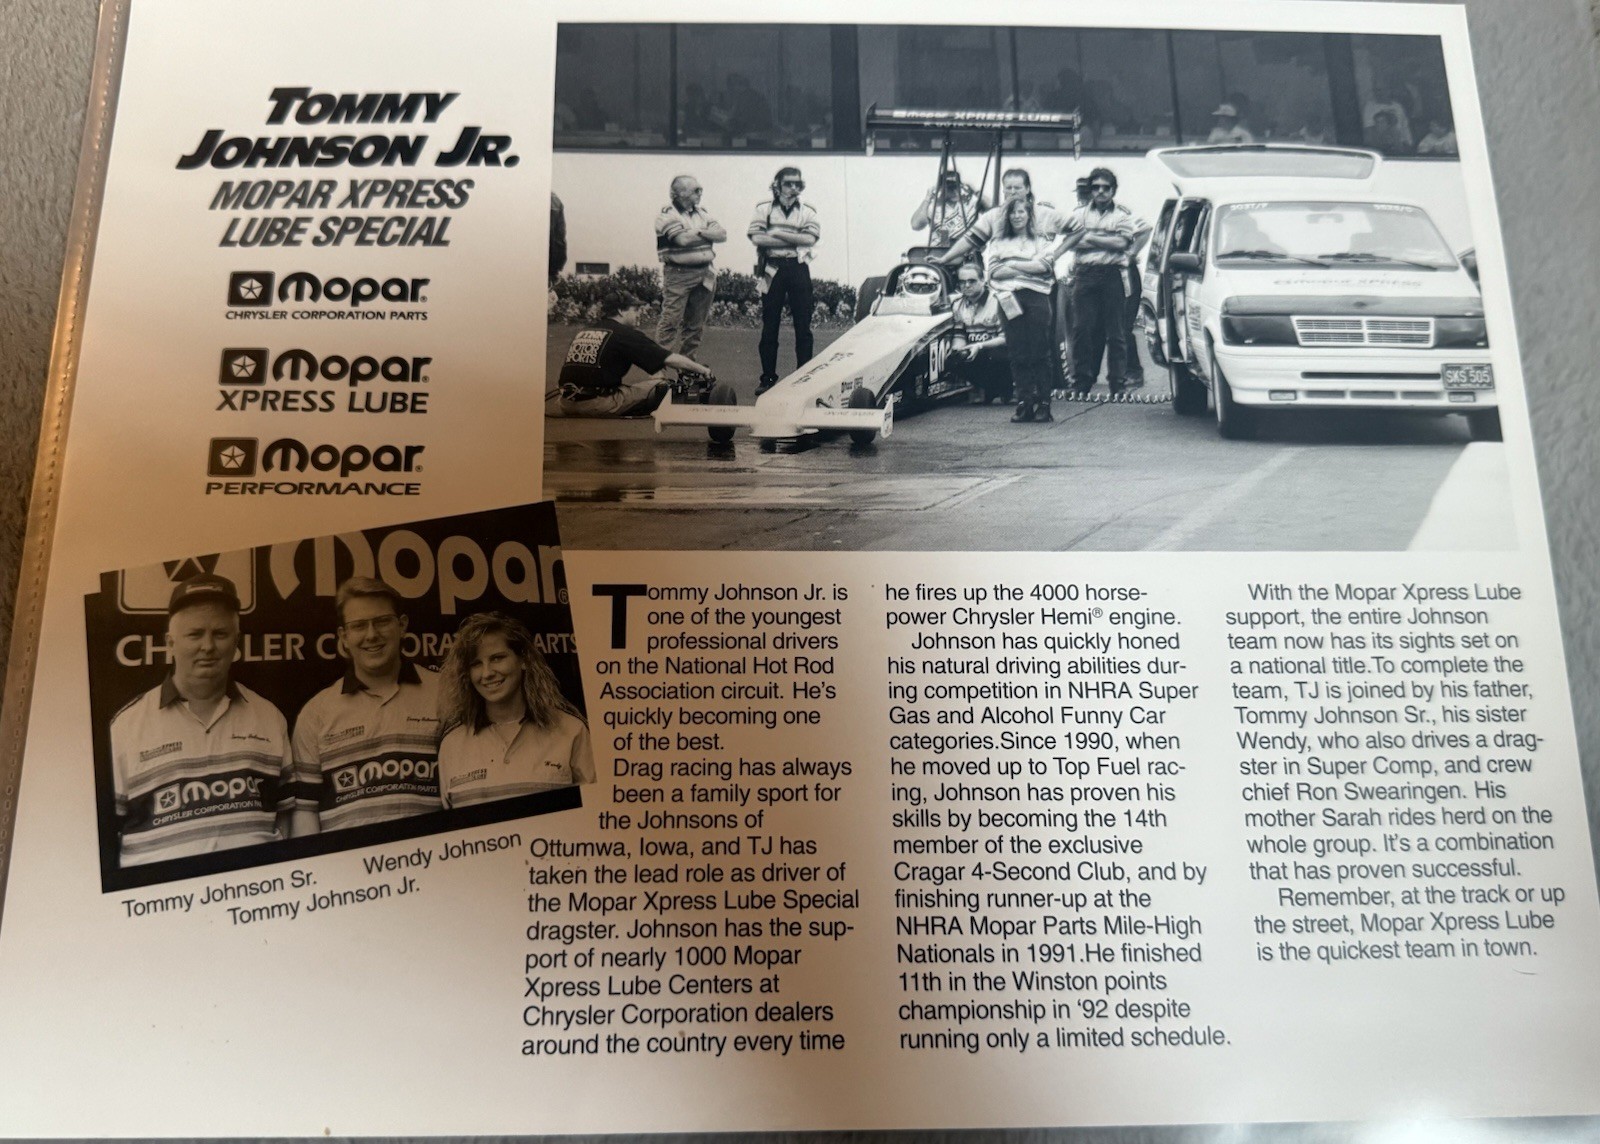 TOMMY
JOHNSON JR.
MOPAR XPRESS
LUBE SPECIAL
Mopar®
CHRYSLER CORPORATION PARTS
Mopar®
XPRESS LUBE
Mopar®
PERFORMANCE
Mopar XPRESS LUBE
MOTOR
SPORTS
SKS 505
Mopar®
CHRYSLER CORPORATION PARTS
Mopar
CHRYSLER CORPORATION PA
Mopar
CHRYSLER CORPORATION PARTS
Wendy
Tommy Johnson Sr.
Wendy Johnson
Tommy Johnson Jr.
Tommy Johnson Jr. is
one of the youngest
professional drivers
on the National Hot Rod
Association circuit. He's
quickly becoming one
of the best.
Drag racing has always
been a family sport for
the Johnsons of
Ottumwa, Iowa, and TJ has
taken the lead role as driver of
the Mopar Xpress Lube Special
dragster. Johnson has the sup-
port of nearly 1000 Mopar
Xpress Lube Centers at
Chrysler Corporation dealers
around the country every time
he fires up the 4000 horse-
power Chrysler Hemi® engine.
Johnson has quickly honed
his natural driving abilities dur-
ing competition in NHRA Super
Gas and Alcohol Funny Car
categories.Since 1990, when
he moved up to Top Fuel rac-
ing, Johnson has proven his
skills by becoming the 14th
member of the exclusive
Cragar 4-Second Club, and by
finishing runner-up at the
NHRA Mopar Parts Mile-High
Nationals in 1991.He finished
11th in the Winston points
championship in ‘92 despite
running only a limited schedule.
With the Mopar Xpress Lube
support, the entire Johnson
team now has its sights set on
a national title.To complete the
team, TJ is joined by his father,
Tommy Johnson Sr., his sister
Wendy, who also drives a drag-
ster in Super Comp, and crew
chief Ron Swearingen. His
mother Sarah rides herd on the
whole group. It's a combination
that has proven successful.
Remember, at the track or up
the street, Mopar Xpress Lube
is the quickest team in town.